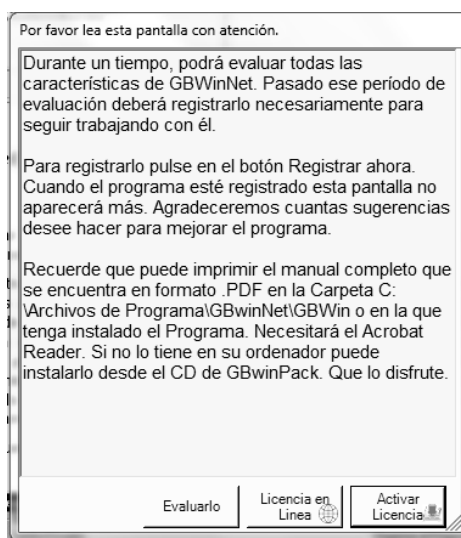 Por favor lea esta pantalla con atención.
Durante un tiempo, podrá evaluar todas las
características de GBWinNet. Pasado ese período de
evaluación deberá registrarlo necesariamente para
seguir trabajando con él.
Para registrarlo pulse en el botón Registrar ahora.
Cuando el programa esté registrado esta pantalla no
aparecerá más. Agradeceremos cuantas sugerencias
desee hacer para mejorar el programa.
Recuerde que puede imprimir el manual completo que
se encuentra en formato .PDF en la Carpeta C:
\Archivos de Programa\GBwinNet\GBWin o en la que
tenga instalado el Programa. Necesitará el Acrobat
Reader. Si no lo tiene en su ordenador puede
instalarlo desde el CD de GBwinPack. Que lo disfrute.
Evaluarlo
Licencia en
Linea
Activar
Licencia